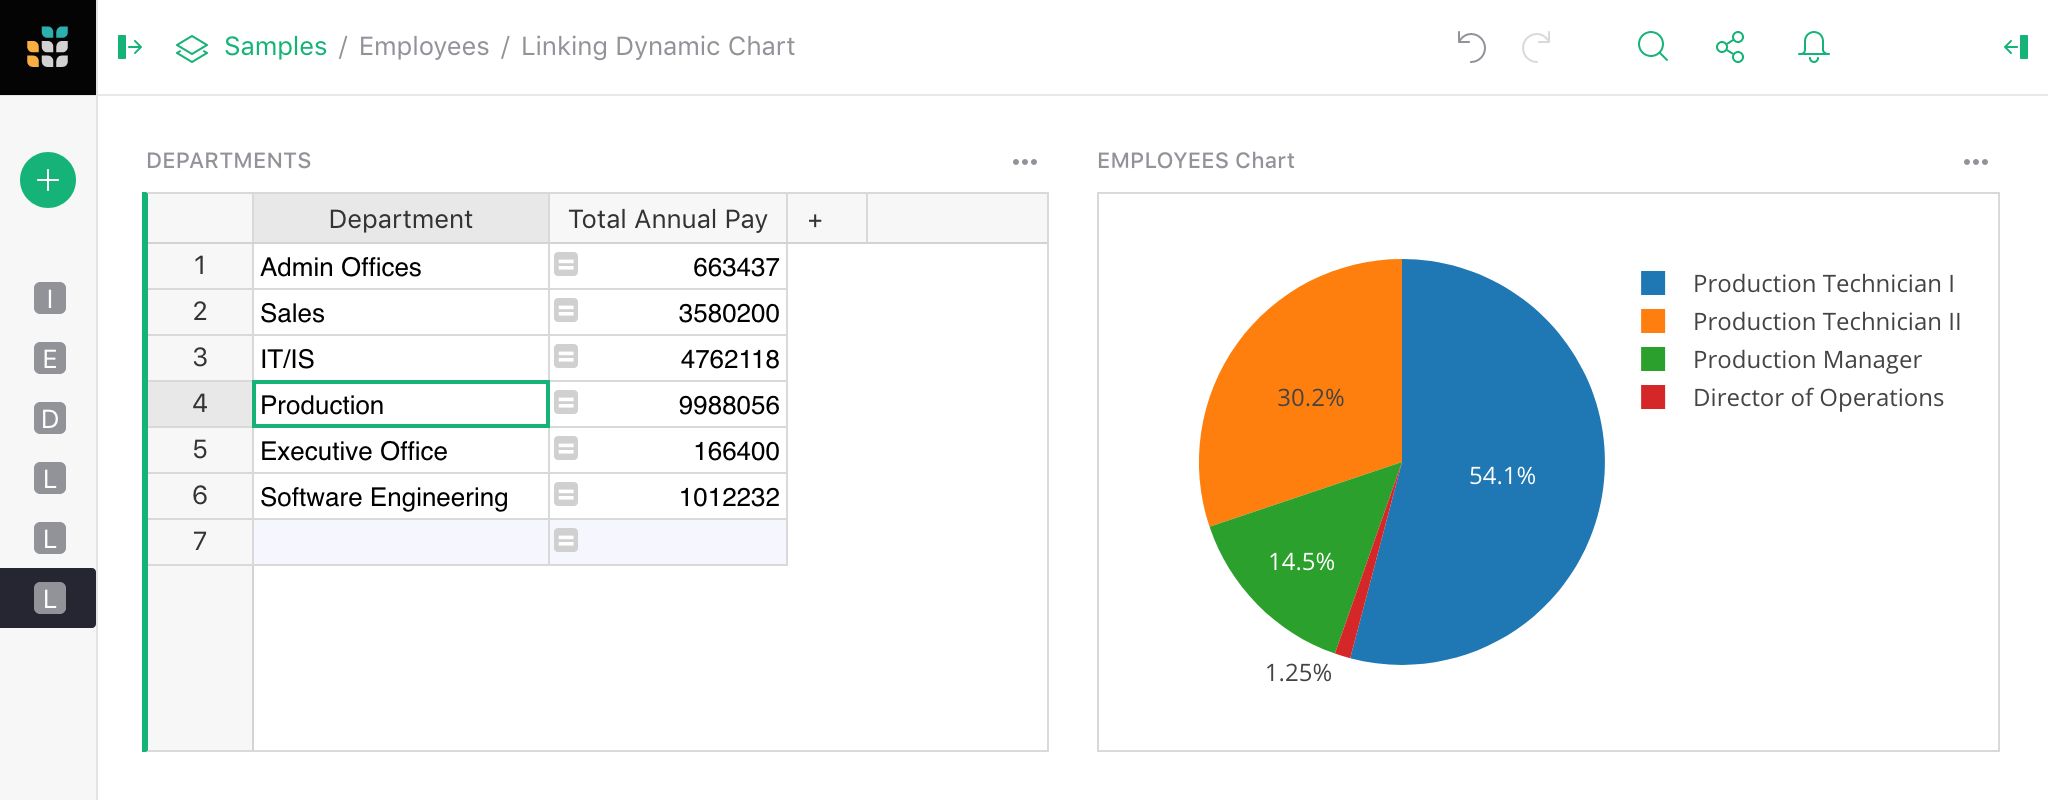 Samples / Employees / Linking Dynamic Chart
DEPARTMENTS
Department Total Annual Pay +
1 Admin Offices = 663437
2 Sales = 3580200
3 IT/IS = 4762118
4 Production = 9988056
5 Executive Office = 166400
6 Software Engineering = 1012232
7 =
EMPLOYEES Chart
Production Technician I
Production Technician II
Production Manager
Director of Operations
30.2%
54.1%
14.5%
1.25%
I
E
D
L
L
L